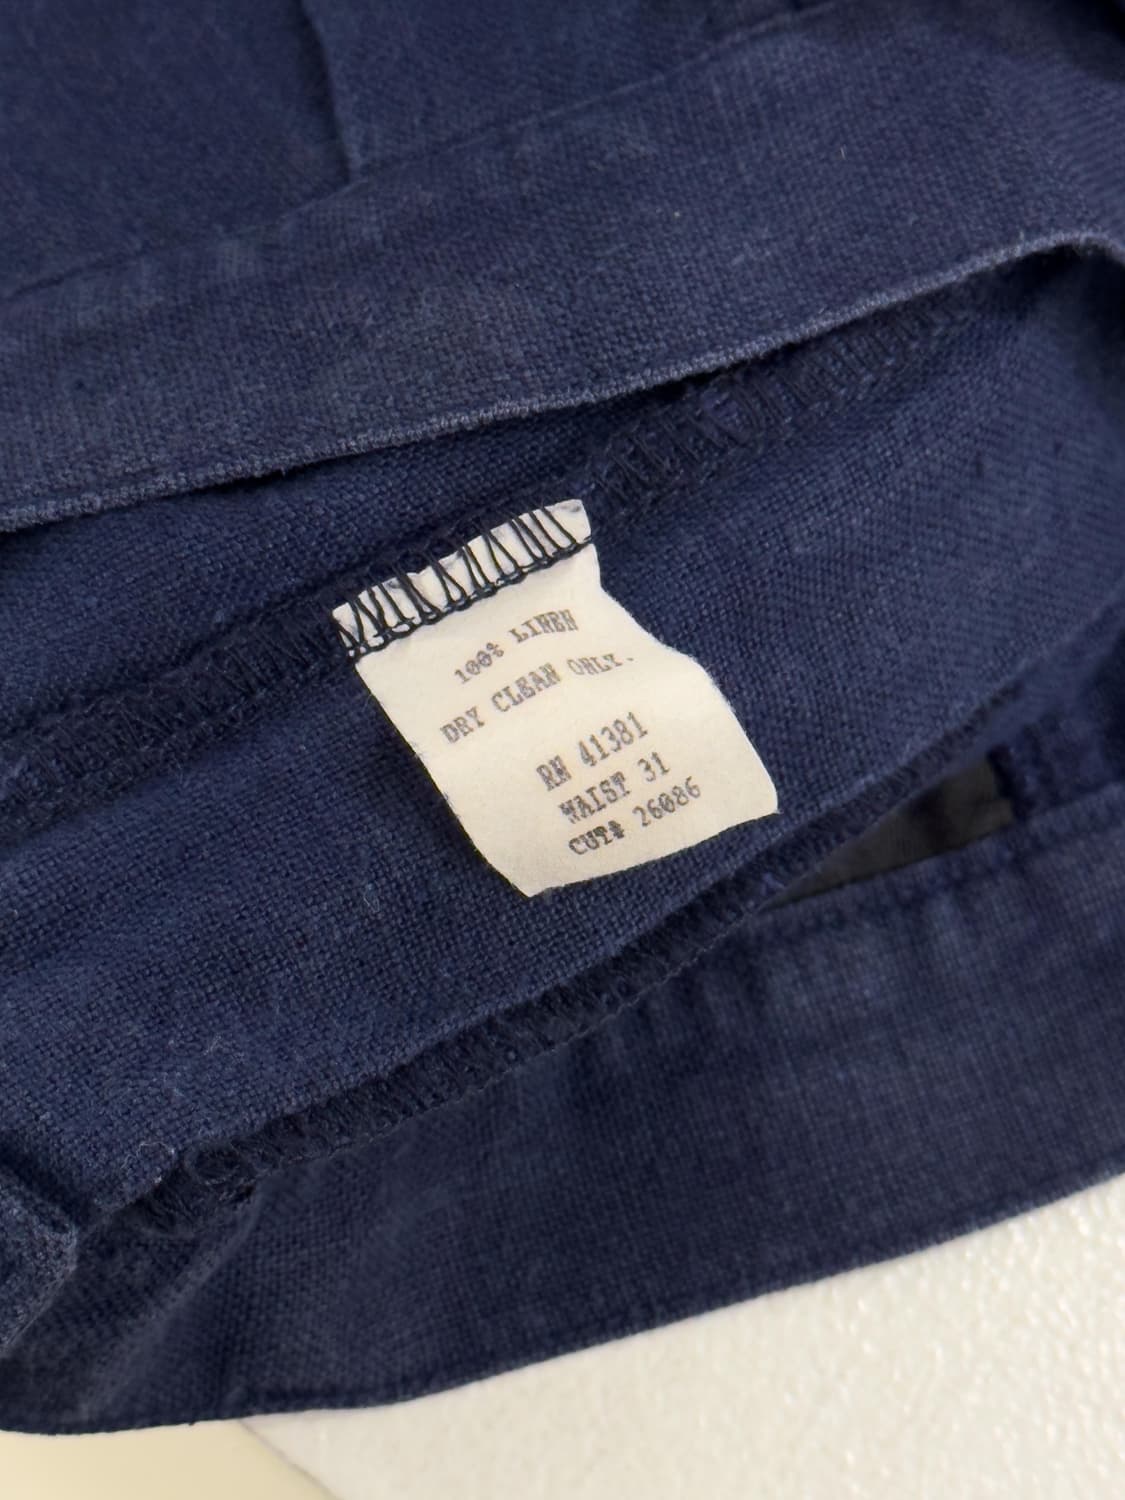 100% LINEN
DRY CLEAN ONLY.
RN 41381
WAIST 31
CUT# 26086